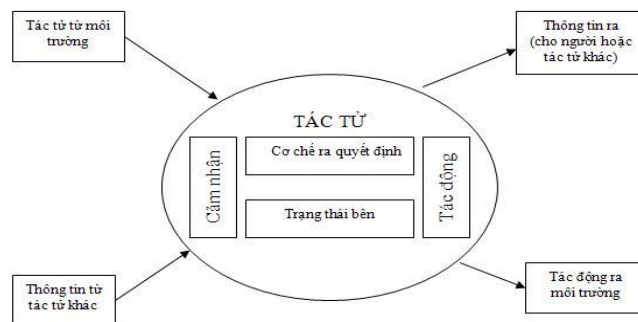 Tác tử từ môi
trường
Thông tin ra
(cho người hoặc
tác tử khác)
TÁC TỬ
Cảm nhận
Cơ chế ra quyết định
Trạng thái bên
Tác động
Thông tin từ
tác tử khác
Tác động ra
môi trường